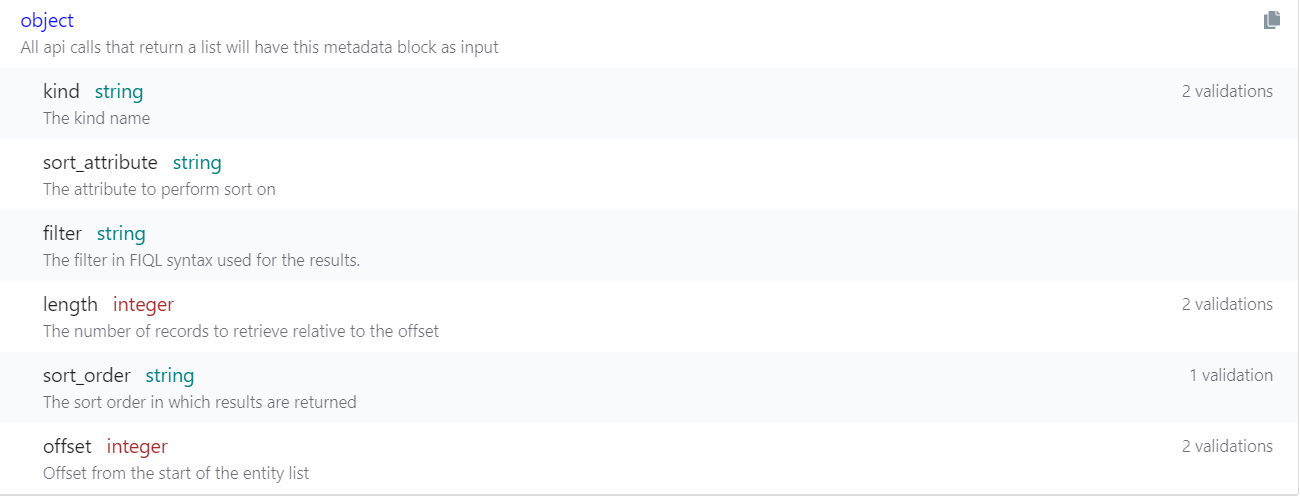 object
All api calls that return a list will have this metadata block as input
kind string 2 validations
The kind name
sort_attribute string
The attribute to perform sort on
filter string
The filter in FIQL syntax used for the results.
length integer 2 validations
The number of records to retrieve relative to the offset
sort_order string 1 validation
The sort order in which results are returned
offset integer 2 validations
Offset from the start of the entity list